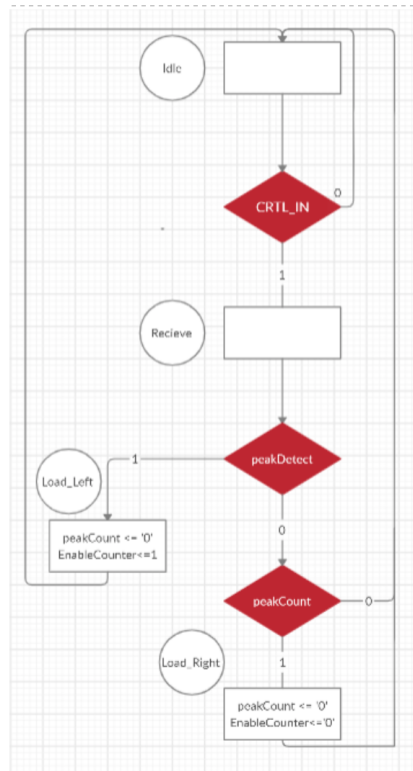 Idle
0
CRTL_IN
1
Recieve
1
peakDetect
Load_Left
0
peakCount <= '0'
EnableCounter<=1
peakCount
0
Load_Right
1
peakCount <= '0'
EnableCounter<='0'